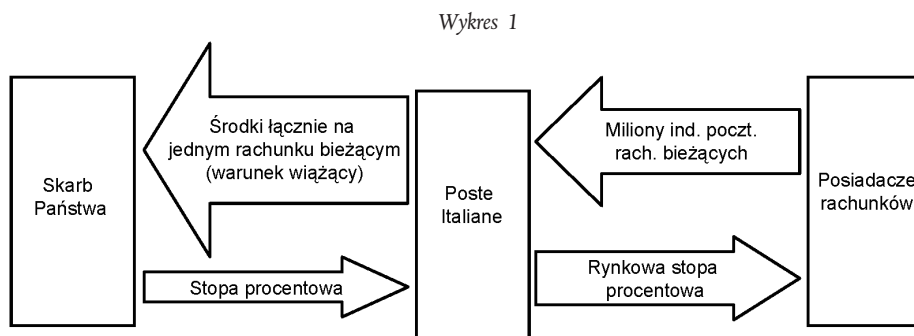 Wykres 1
Skarb
Państwa
Środki łącznie na
jednym rachunku bieżącym
(warunek wiążący)
Stopa procentowa
Poste
Italiane
Miliony ind. poczt.
rach. bieżących
Rynkowa stopa
procentowa
Posiadacze
rachunków